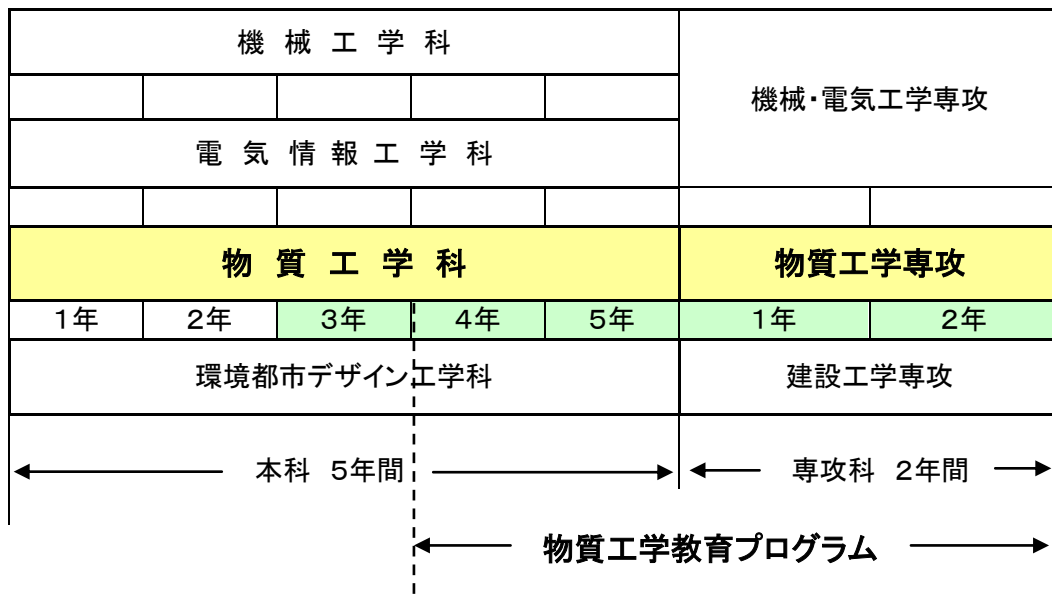 機 械 工 学 科
機械・電気工学専攻
電 気 情 報 工 学 科
物 質 工 学 科
物質工学専攻
1年 2年 3年 4年 5年 1年 2年
環境都市デザイン工学科
建設工学専攻
本科 5年間
専攻科 2年間
物質工学教育プログラム